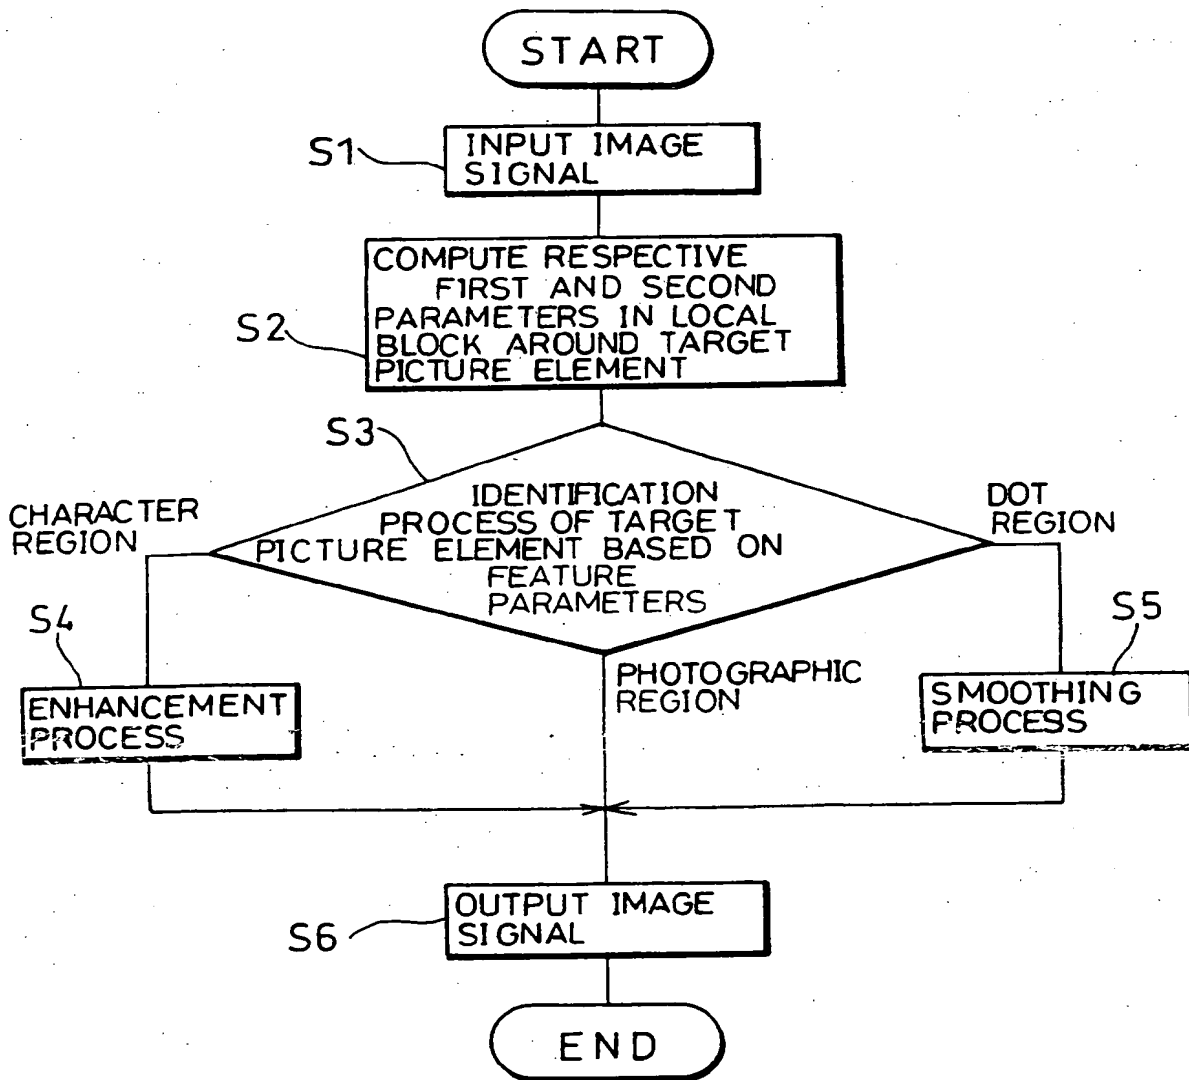 START
S1
INPUT IMAGE
SIGNAL
S2
COMPUTE RESPECTIVE
FIRST AND SECOND
PARAMETERS IN LOCAL
BLOCK AROUND TARGET
PICTURE ELEMENT
S3
CHARACTER
REGION
IDENTIFICATION
PROCESS OF TARGET
PICTURE ELEMENT BASED ON
FEATURE
PARAMETERS
DOT
REGION
S4
ENHANCEMENT
PROCESS
PHOTOGRAPHIC
REGION
S5
SMOOTHING
PROCESS
S6
OUTPUT IMAGE
SIGNAL
END